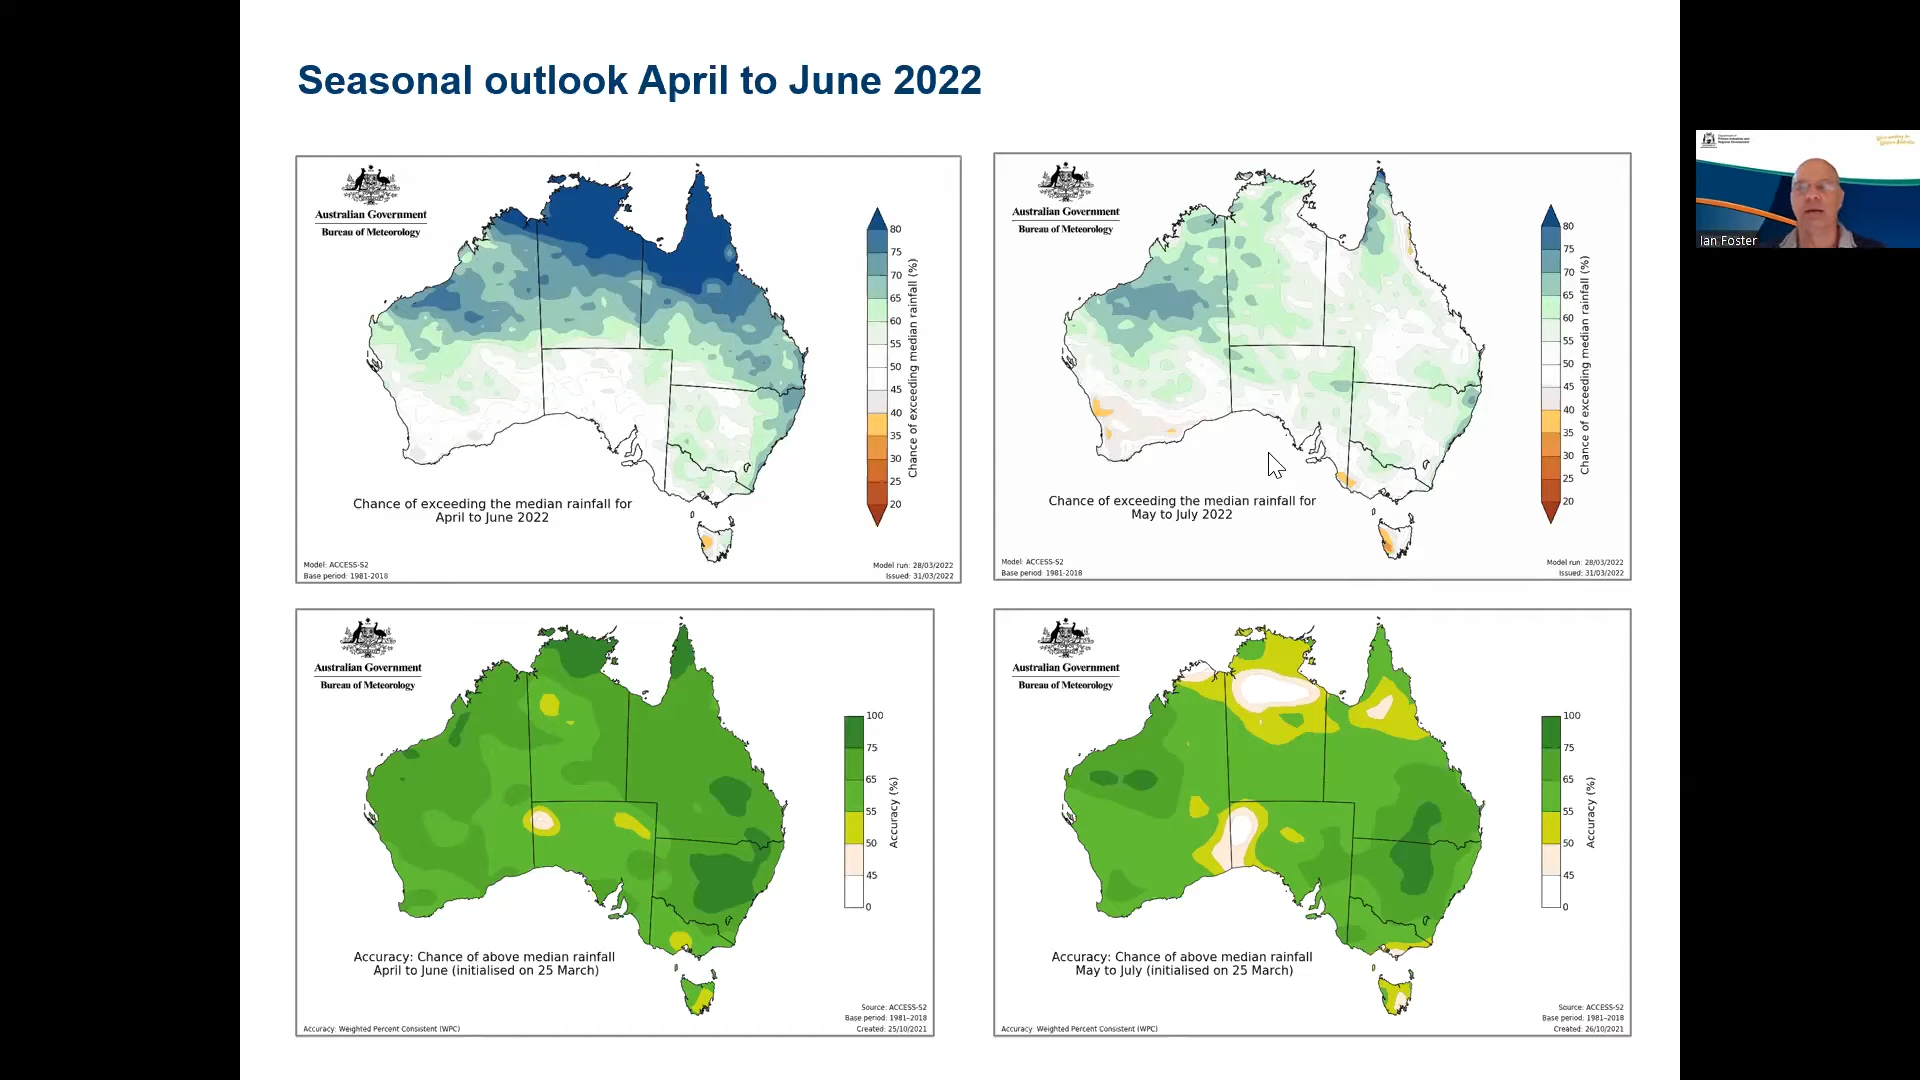 Seasonal outlook April to June 2022
Australian Government
Bureau of Meteorology
80
75
70
65
60
55
50
45
40
35
30
25
20
Chance of exceeding median rainfall (%)
Chance of exceeding the median rainfall for
April to June 2022
Model: ACCESS-S2
Base period: 1981-2018
Model run: 28/03/2022
Issued: 31/03/2022
Australian Government
Bureau of Meteorology
80
75
70
65
60
55
50
45
40
35
30
25
20
Chance of exceeding median rainfall (%)
Chance of exceeding the median rainfall for
May to July 2022
Model: ACCESS-S2
Base period: 1981-2018
Model run: 28/03/2022
Issued: 31/03/2022
Ian Foster
Australian Government
Bureau of Meteorology
100
75
65
55
50
45
0
Accuracy (%)
Accuracy: Chance of above median rainfall
April to June (initialised on 25 March)
Source: ACCESS-S2
Base period: 1981–2018
Accuracy: Weighted Percent Consistent (WPC)
Created: 25/10/2021
Australian Government
Bureau of Meteorology
100
75
65
55
50
45
0
Accuracy (%)
Accuracy: Chance of above median rainfall
May to July (initialised on 25 March)
Source: ACCESS-S2
Base period: 1981–2018
Accuracy: Weighted Percent Consistent (WPC)
Created: 26/10/2021